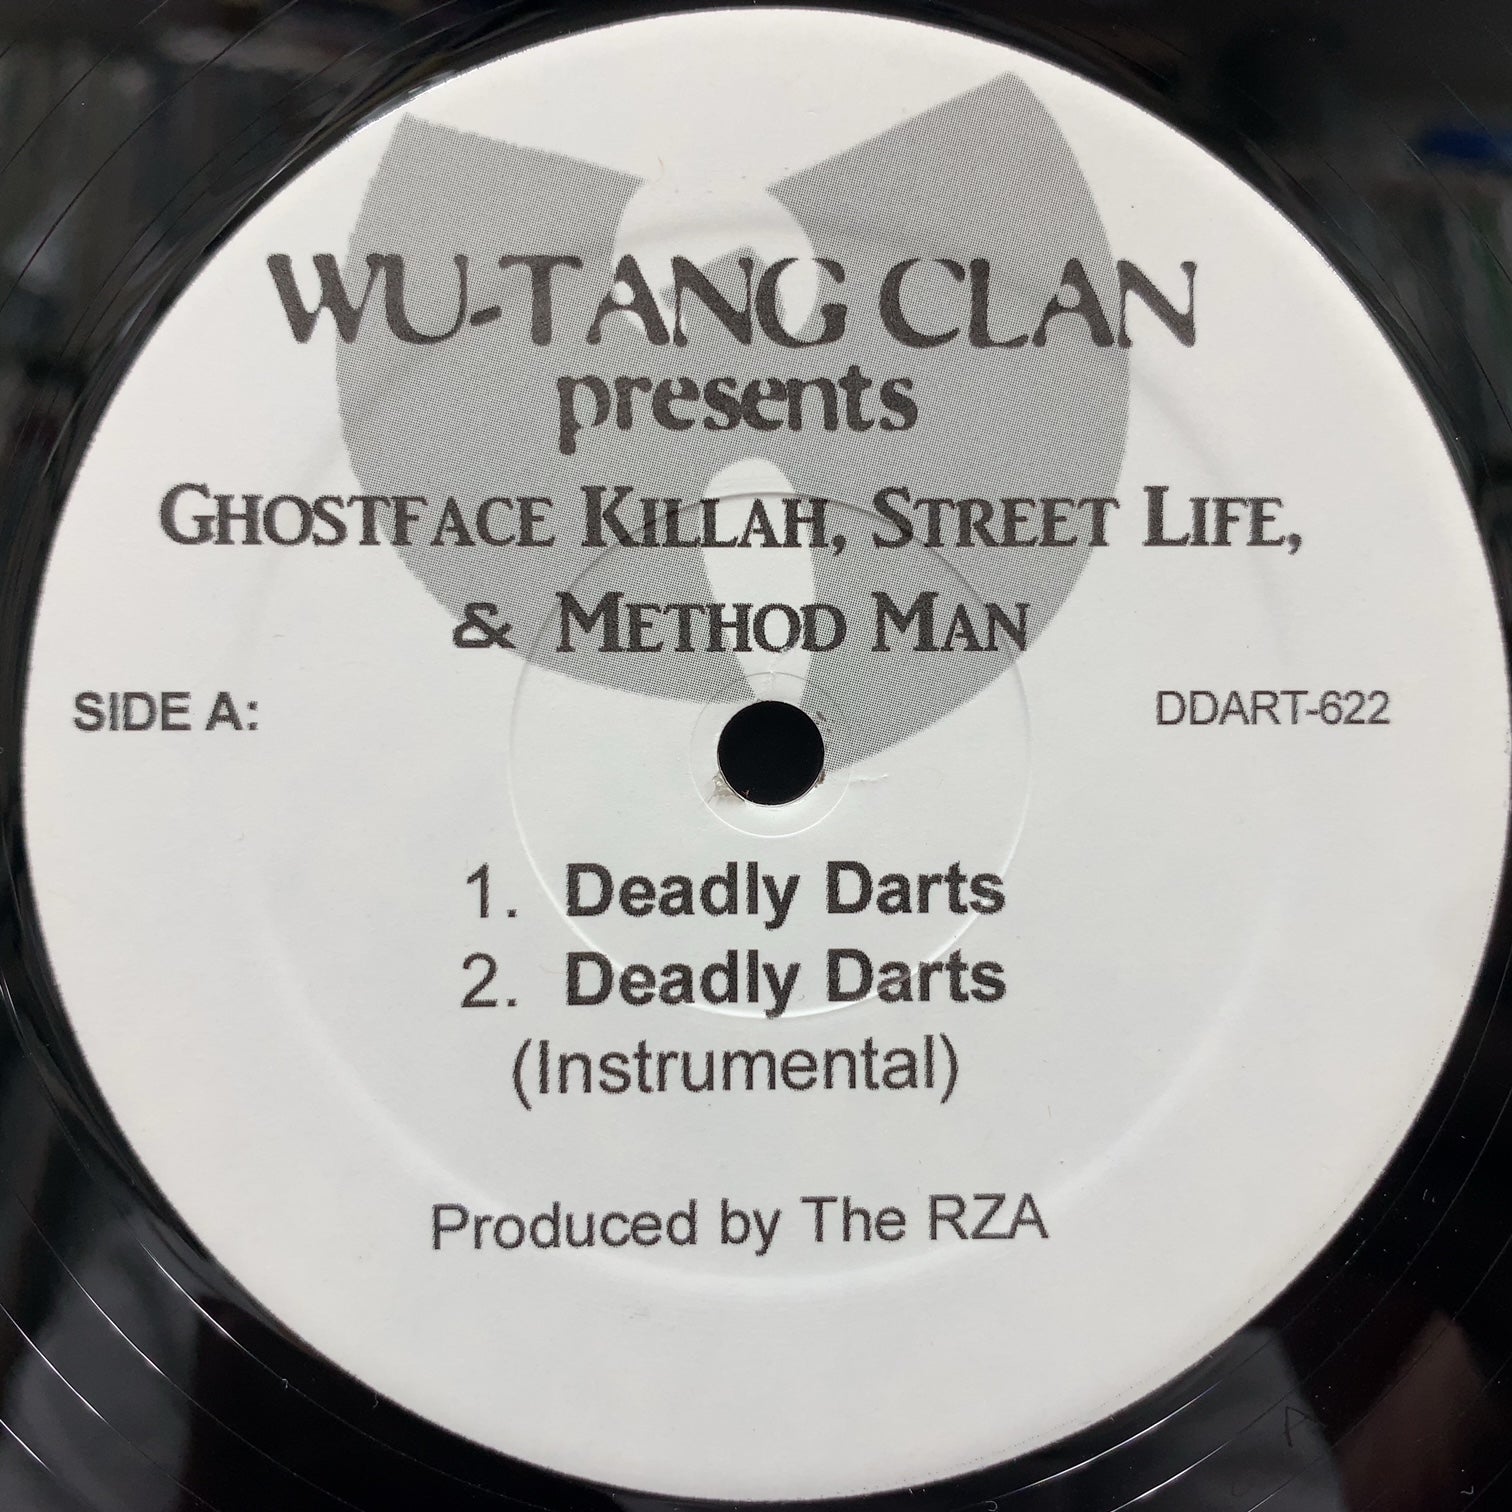 WU-TANG CLAN
presents
GHOSTFACE KILLAH, STREET LIFE,
& METHOD MAN
SIDE A: DDART-622
1. Deadly Darts
2. Deadly Darts
(Instrumental)
Produced by The RZA